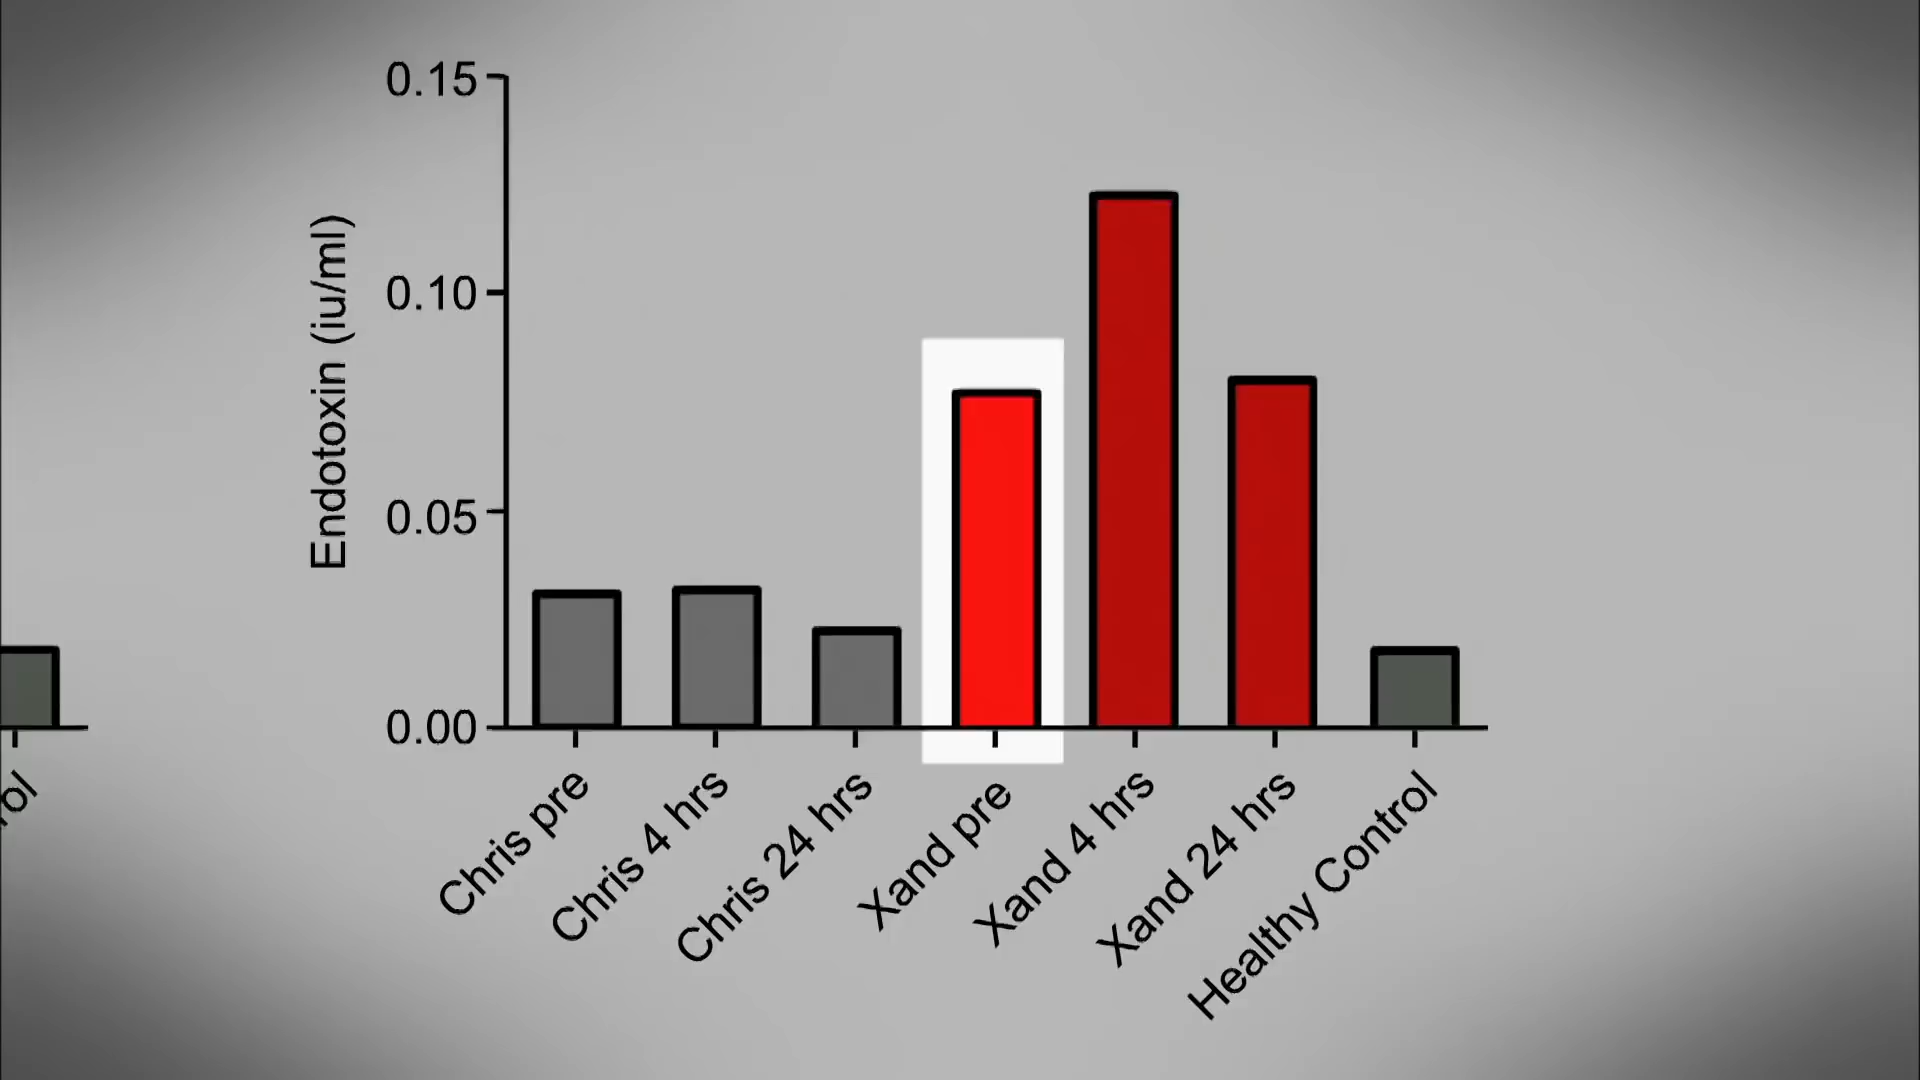 0.15
0.10
0.05
0.00
Endotoxin (iu/ml)
Chris pre
Chris 4 hrs
Chris 24 hrs
Xand pre
Xand 4 hrs
Xand 24 hrs
Healthy Control